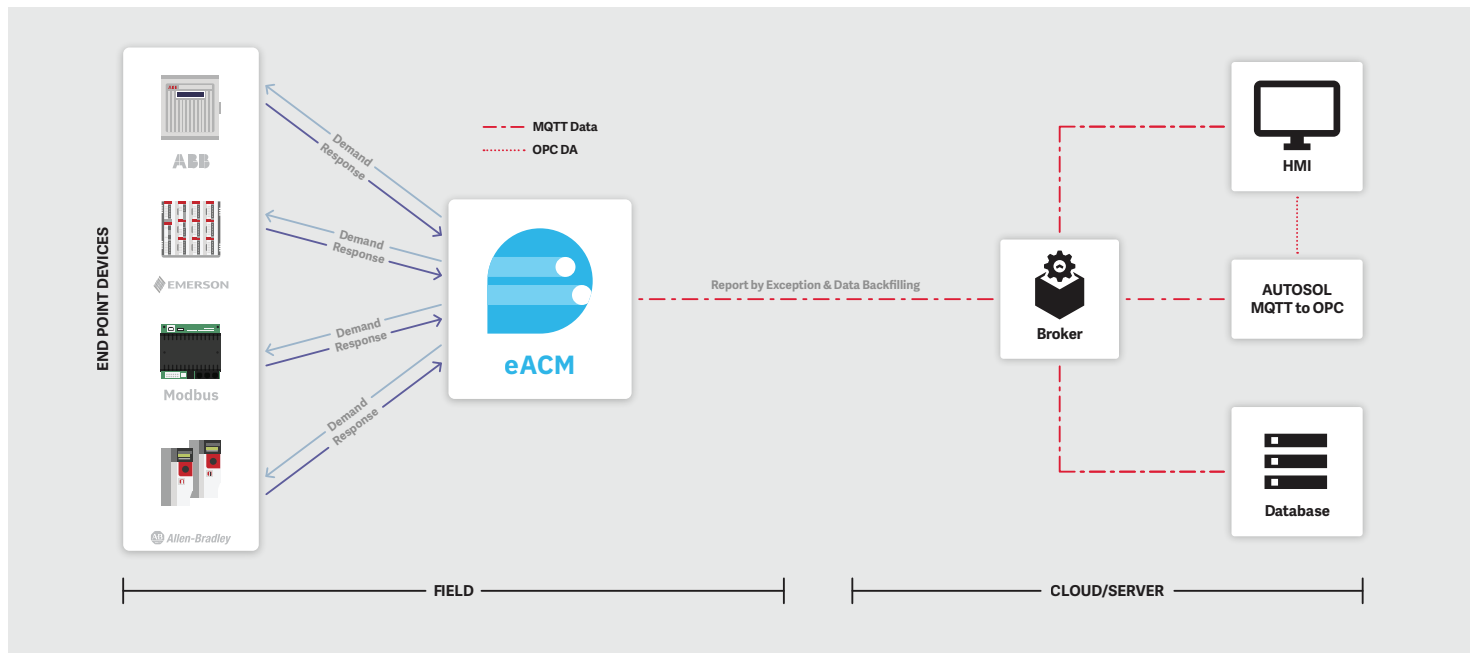 END POINT DEVICES
ABB
ABB
EMERSON
Modbus
Allen-Bradley
Demand
Response
Demand
Response
Demand
Response
Demand
Response
MQTT Data
OPC DA
eACM
Report by Exception & Data Backfilling
Broker
HMI
AUTOSOL
MQTT to OPC
Database
FIELD
CLOUD/SERVER